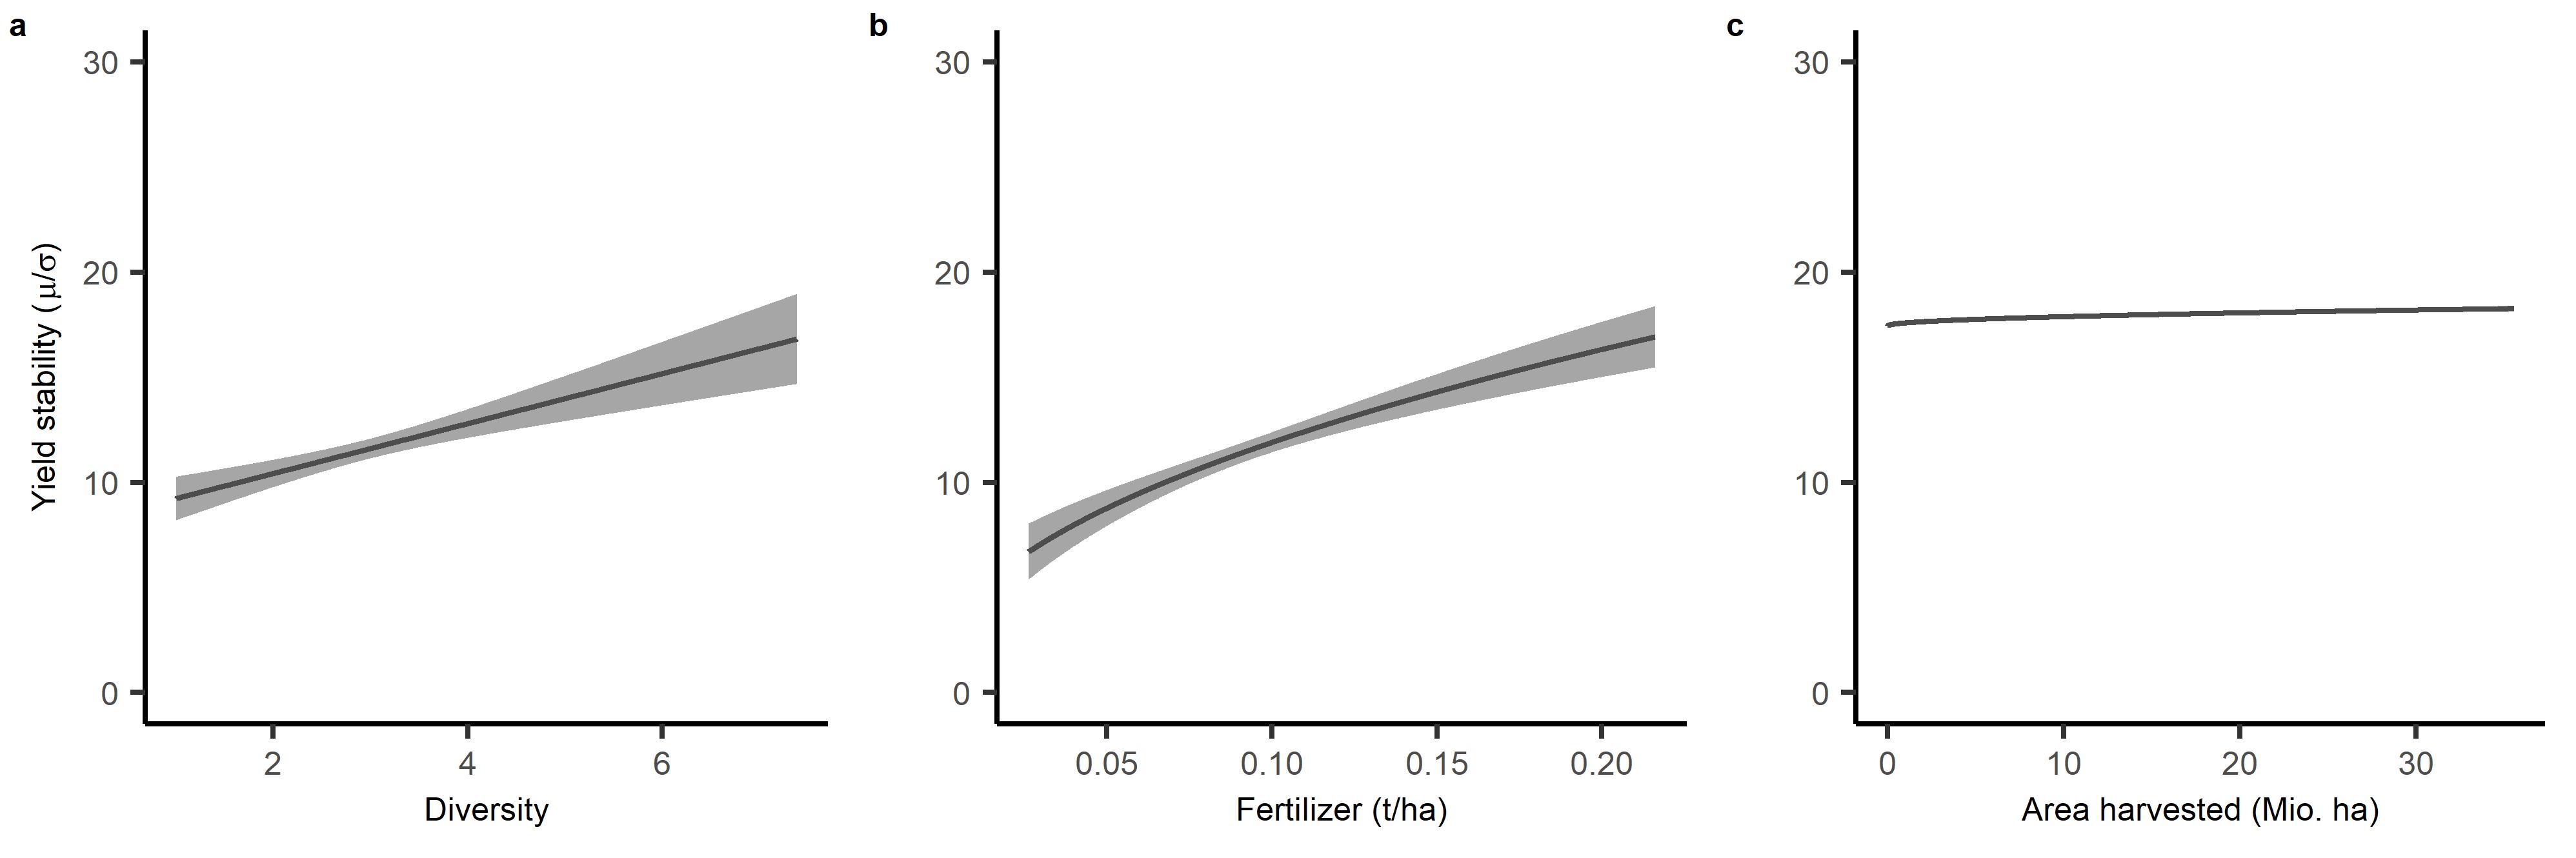 a
30
20
10
0
Yield stability (μ/σ)
2 4 6
Diversity
b
30
20
10
0
0.05 0.10 0.15 0.20
Fertilizer (t/ha)
c
30
20
10
0
0 10 20 30
Area harvested (Mio. ha)